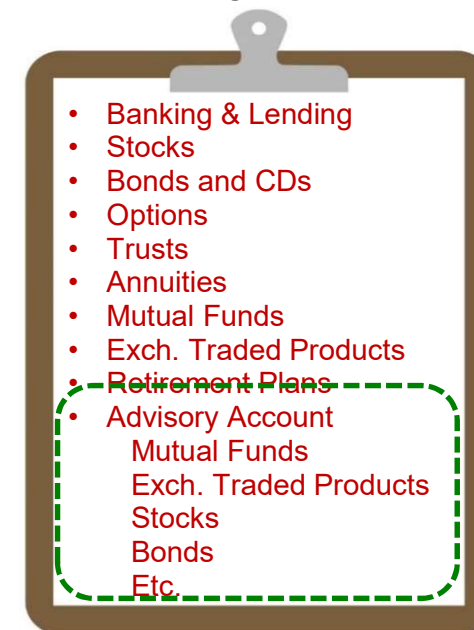 • Banking & Lending
• Stocks
• Bonds and CDs
• Options
• Trusts
• Annuities
• Mutual Funds
• Exch. Traded Products
• Retirement Plans
• Advisory Account
Mutual Funds
Exch. Traded Products
Stocks
Bonds
Etc.